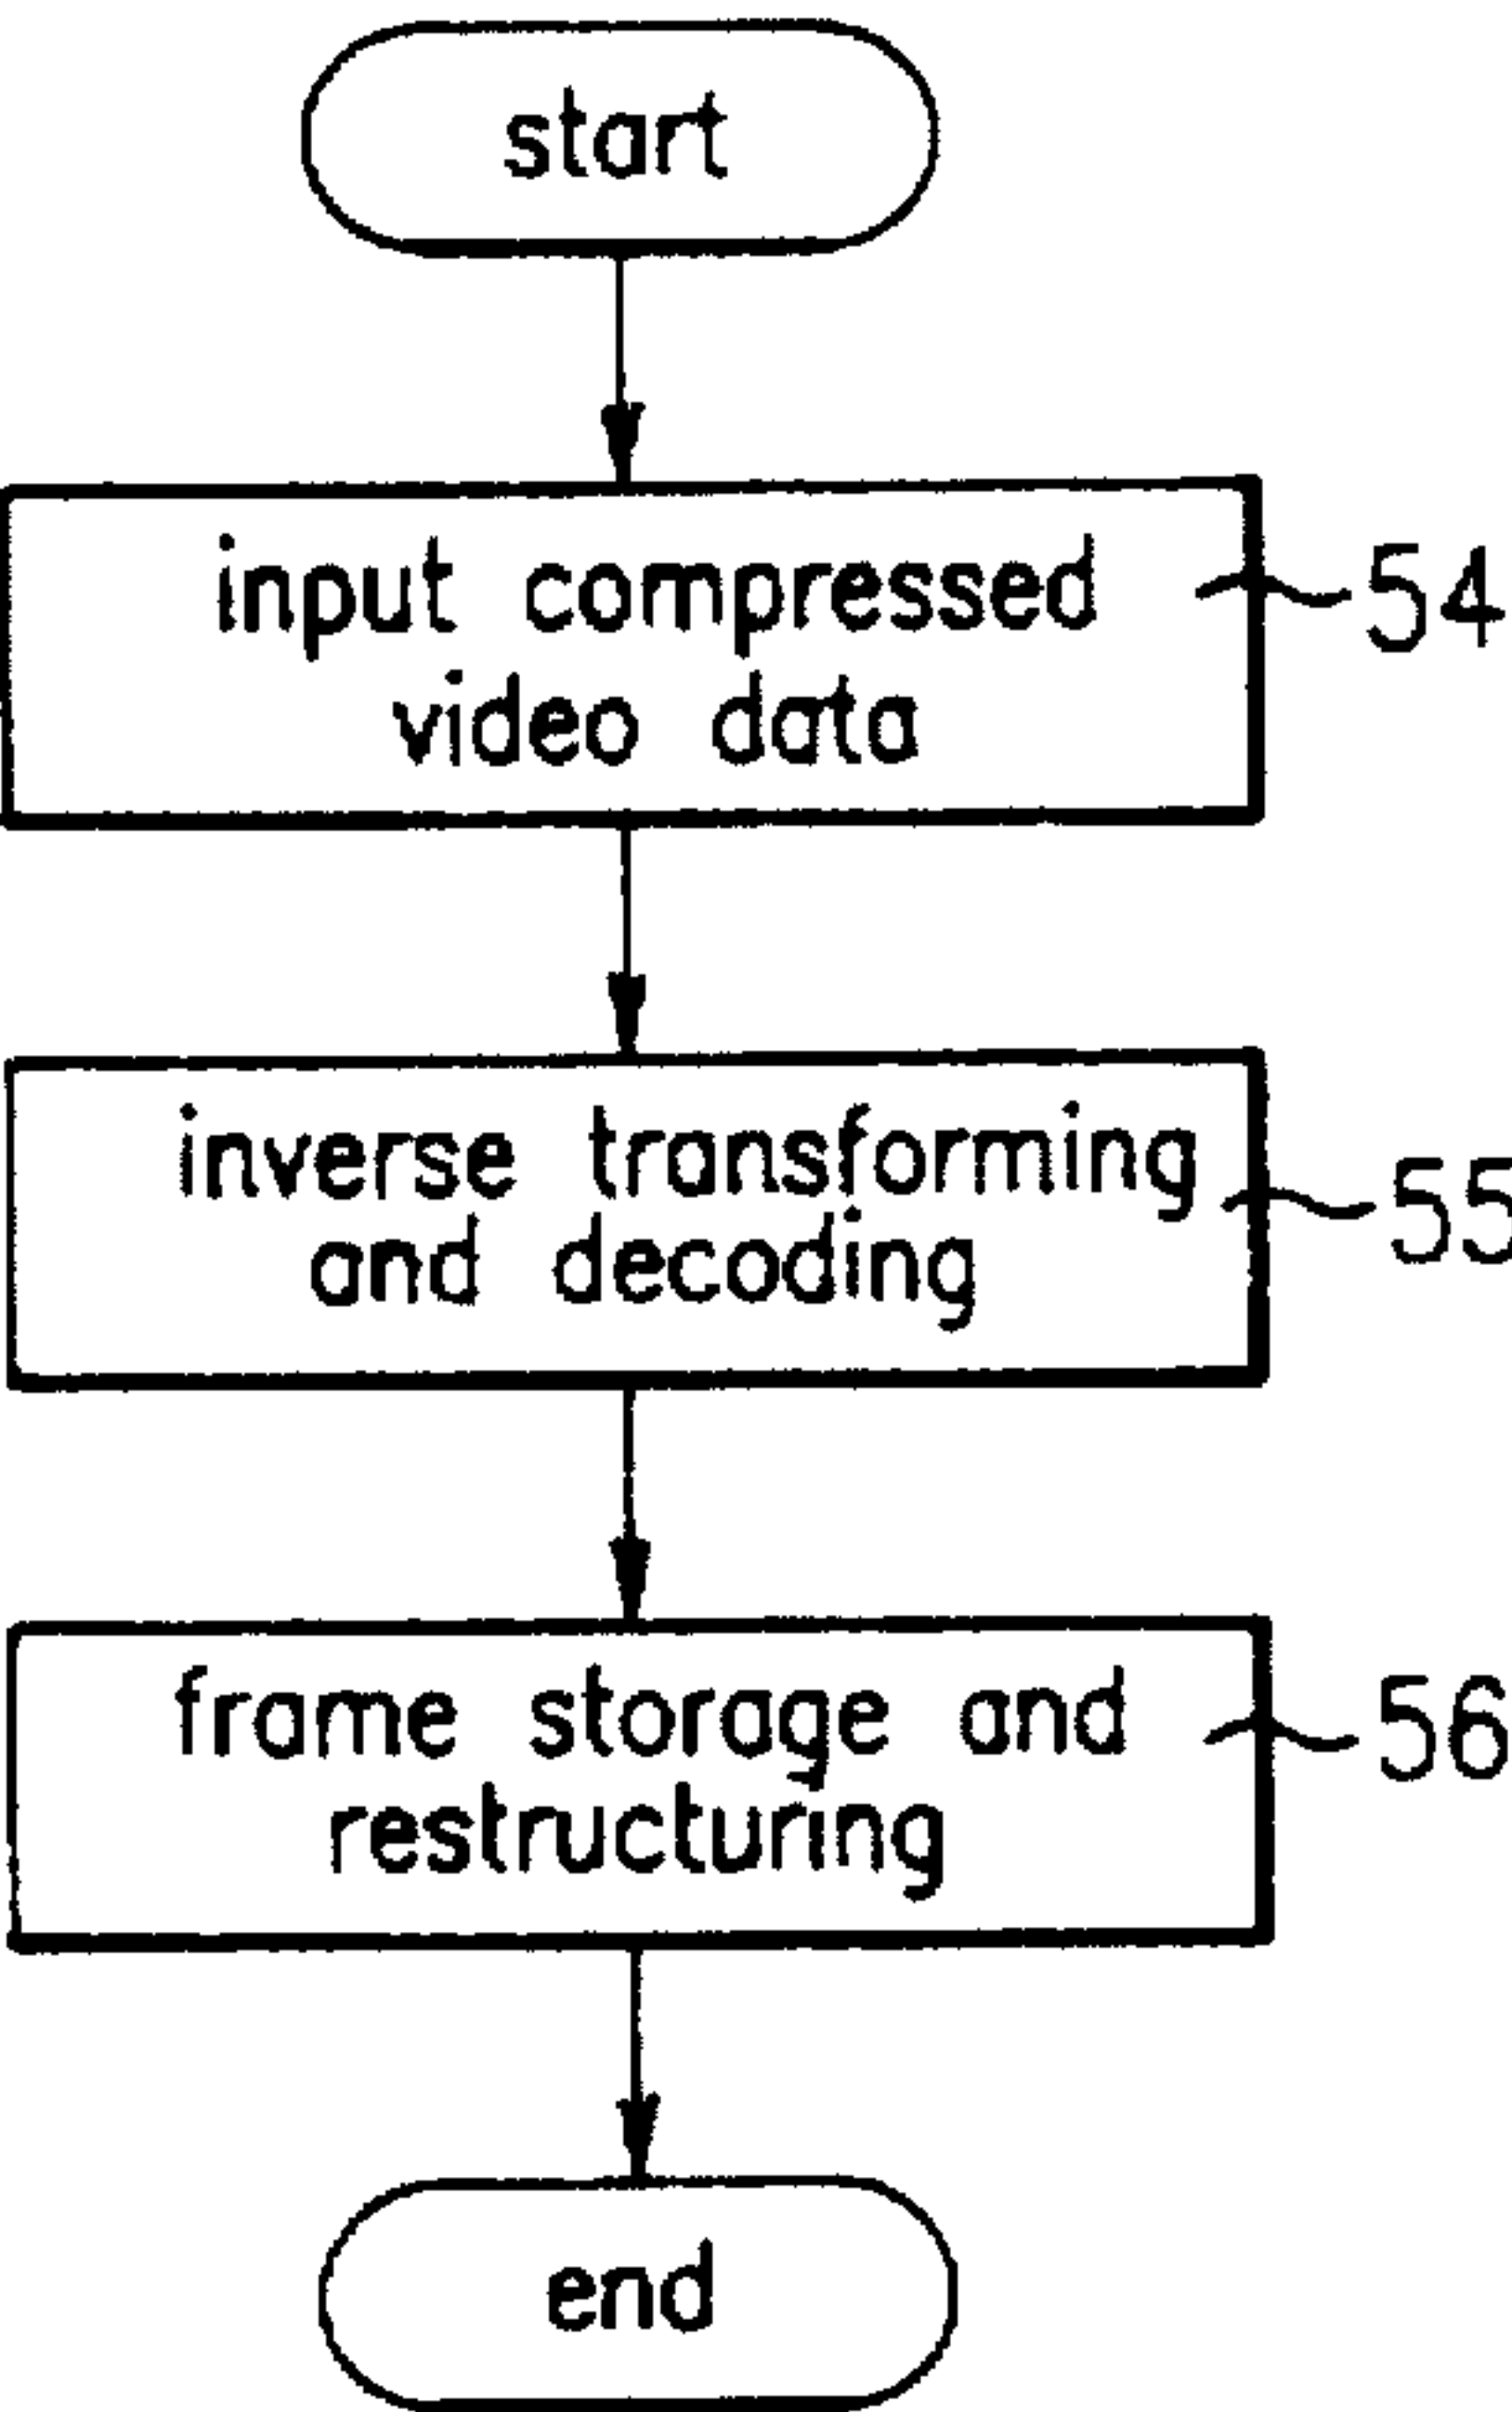 start
input compressed
video data
54
inverse transforming
and decoding
55
frame storage and
restructuring
56
end